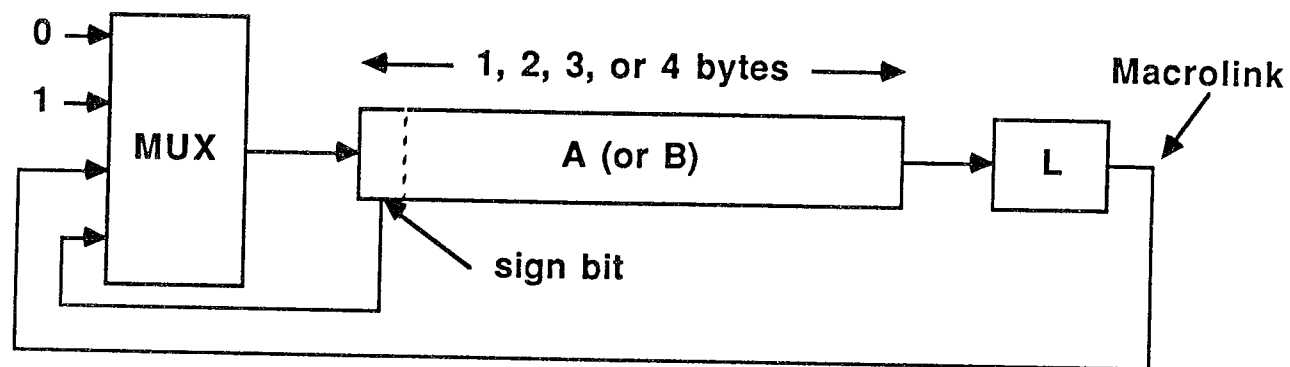 0
1
MUX
1, 2, 3, or 4 bytes
A (or B)
L
Macrolink
sign bit